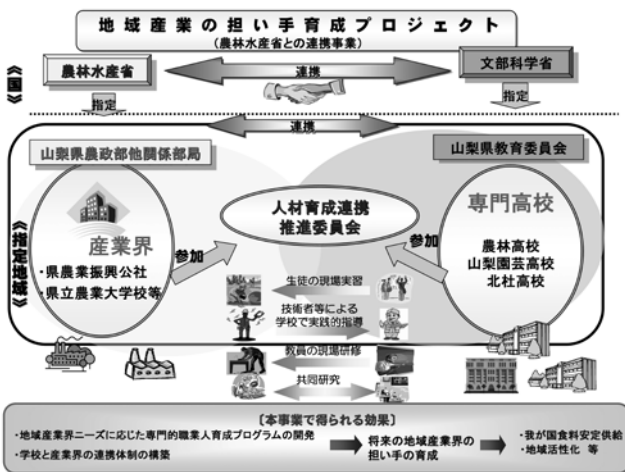 地域産業の担い手育成プロジェクト
(農林水産省との連携事業)
《国》
農林水産省
連携
文部科学省
指定
指定
連携
山梨県農政部他関係部局
山梨県教育委員会
《指定地域》
産業界
・県農業振興公社
・県立農業大学校等
参加
人材育成連携
推進委員会
参加
専門高校
農林高校
山梨園芸高校
北杜高校
生徒の現場実習
技術者等による
学校で実践的指導
教員の現場研修
共同研究
〔本事業で得られる効果〕
・地域産業界ニーズに応じた専門的職業人育成プログラムの開発
・学校と産業界の連携体制の構築
将来の地域産業界の
担い手の育成
・我が国食料安定供給
・地域活性化 等